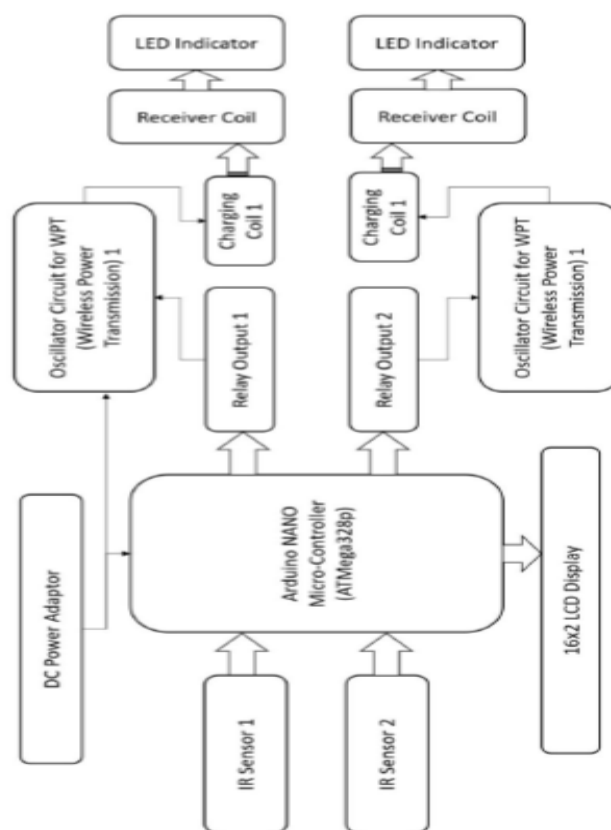 LED Indicator
LED Indicator
Receiver Coil
Receiver Coil
Charging
Coil 1
Charging
Coil 1
Oscillator Circuit for WPT
(Wireless Power
Transmission) 1
Oscillator Circuit for WPT
(Wireless Power
Transmission) 1
Relay Output 1
Relay Output 2
DC Power Adaptor
Arduino NANO
Micro-Controller
(ATMega328p)
16x2 LCD Display
IR Sensor 1
IR Sensor 2